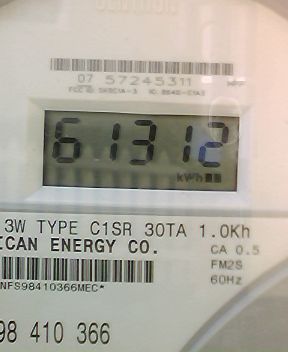 07 57245311
61312
kWh
3W TYPE C1SR 30TA 1.0Kh
ICAN ENERGY CO.
CA 0.5
FM2S
60Hz
NFS98410366MEC*
98 410 366